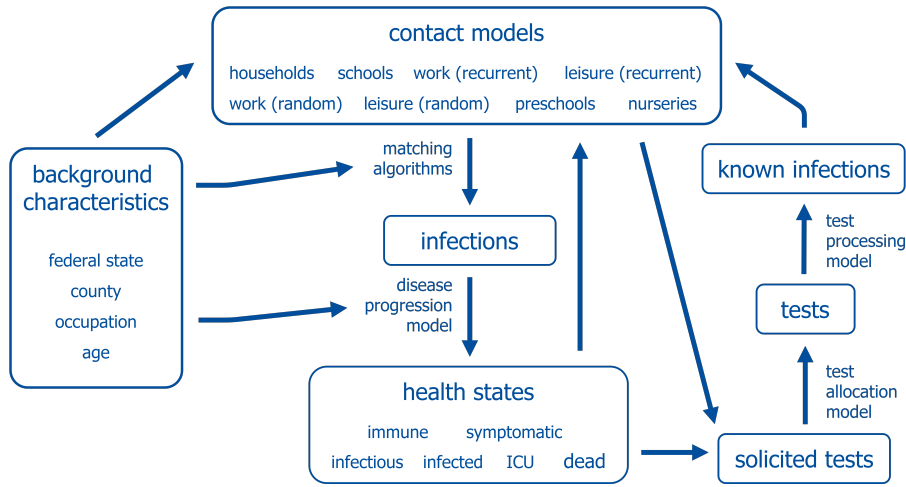 contact models
households schools work (recurrent) leisure (recurrent)
work (random) leisure (random) preschools nurseries
background
characteristics
federal state
county
occupation
age
matching
algorithms
infections
disease
progression
model
health states
immune symptomatic
infectious infected ICU dead
known infections
test
processing
model
tests
test
allocation
model
solicited tests